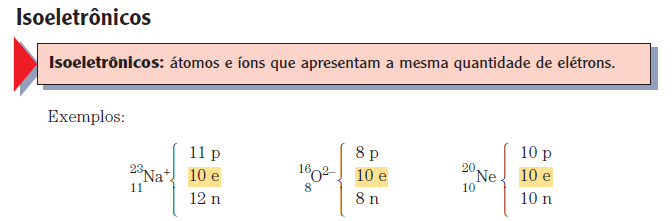 Isoeletrônicos
Isoeletrônicos: átomos e íons que apresentam a mesma quantidade de elétrons.
Exemplos:
²³₁₁Na⁺ { 11 p
10 e
12 n
¹⁶₈O²⁻ { 8 p
10 e
8 n
²⁰₁₀Ne { 10 p
10 e
10 n